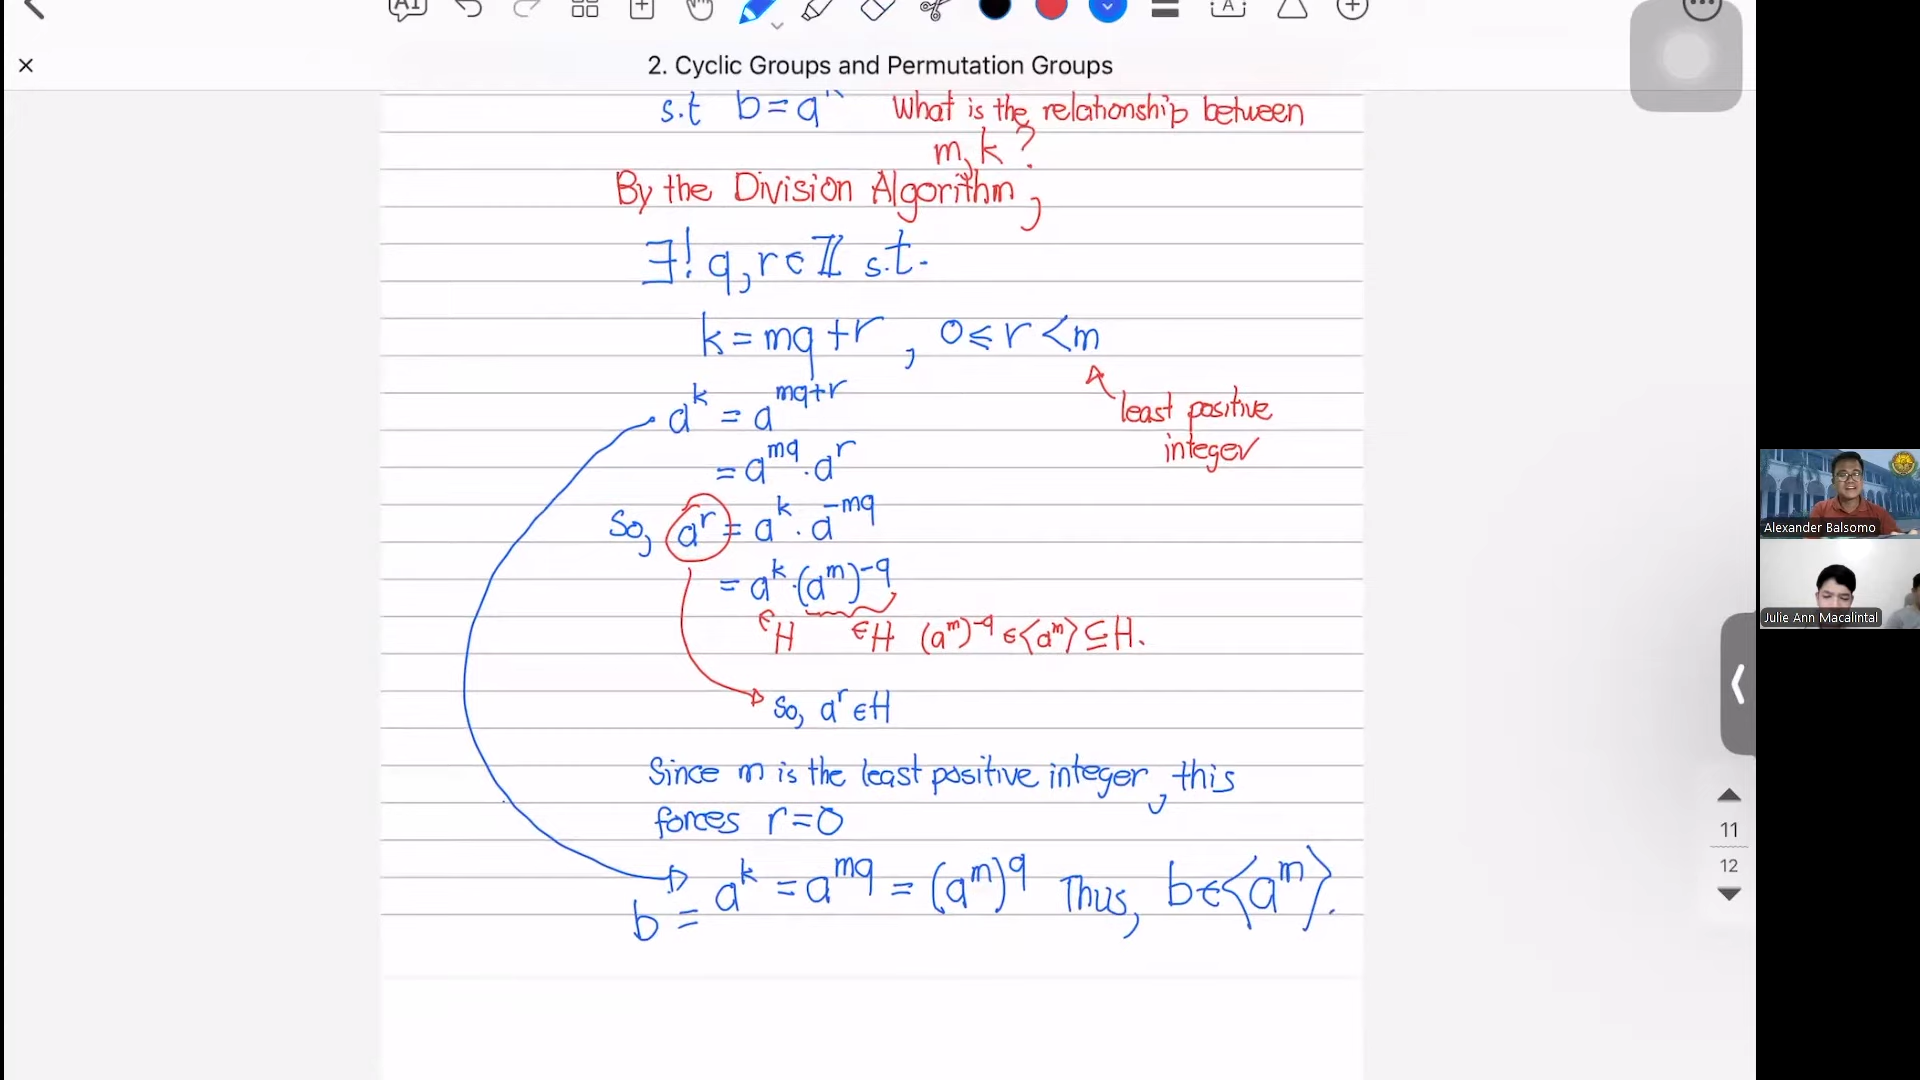 2. Cyclic Groups and Permutation Groups
s.t b = a^k What is the relationship between
m, k?
By the Division Algorithm,
∃! q, r ∈ ℤ s.t.
k = mq + r , 0 ≤ r < m
least positive
integer
a^k = a^{mq+r}
= a^{mq} · a^r
So, a^r = a^k · a^{-mq}
= a^k · (a^m)^{-q}
∈H ∈H (a^m)^{-q} ∈ ⟨a^m⟩ ⊆ H.
So, a^r ∈ H
Since m is the least positive integer, this
forces r = 0
b = a^k = a^{mq} = (a^m)^q Thus, b ∈ ⟨a^m⟩.
11
12
Alexander Balsomo
Julie Ann Macalintal